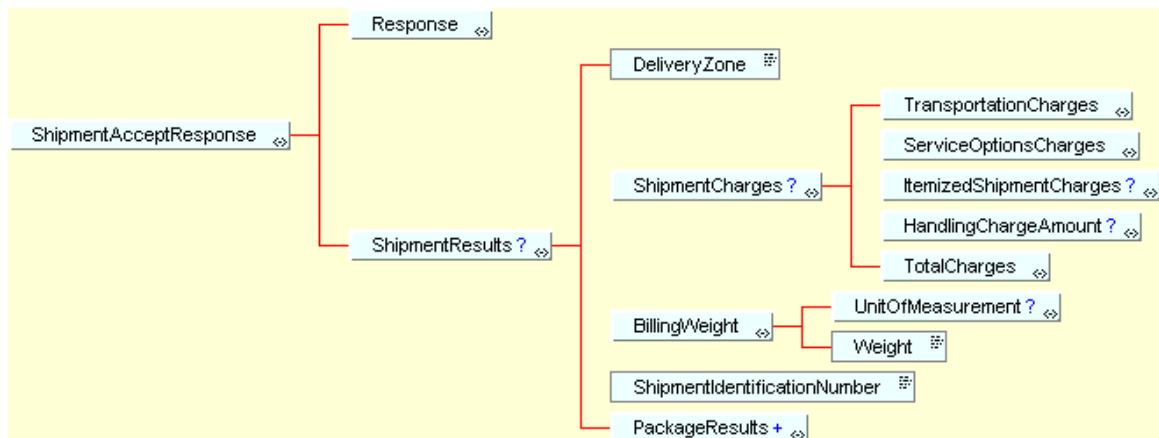 Response
DeliveryZone
TransportationCharges
ShipmentAcceptResponse
ServiceOptionsCharges
ShipmentCharges ?
ItemizedShipmentCharges ?
HandlingChargeAmount ?
ShipmentResults ?
TotalCharges
UnitOfMeasurement ?
BillingWeight
Weight
ShipmentIdentificationNumber
PackageResults +